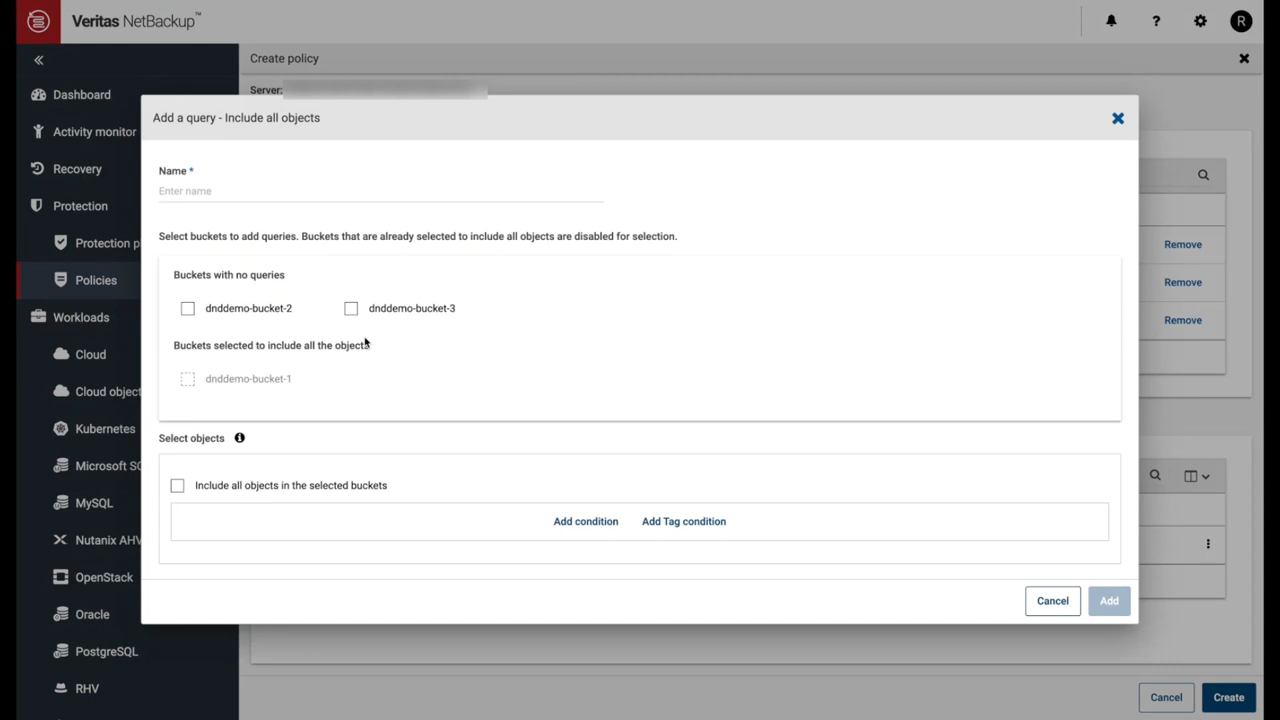 Veritas NetBackup™
R
Create policy
Server:
Dashboard
Activity monitor
Recovery
Protection
Protection p
Policies
Workloads
Cloud
Cloud object
Kubernetes
Microsoft SQ
MySQL
Nutanix AHV
OpenStack
Oracle
PostgreSQL
RHV
Add a query - Include all objects
Name *
Enter name
Select buckets to add queries. Buckets that are already selected to include all objects are disabled for selection.
Buckets with no queries
dnddemo-bucket-2 dnddemo-bucket-3
Buckets selected to include all the objects
dnddemo-bucket-1
Select objects
Include all objects in the selected buckets
Add condition Add Tag condition
Cancel Add
Remove
Remove
Remove
Cancel Create